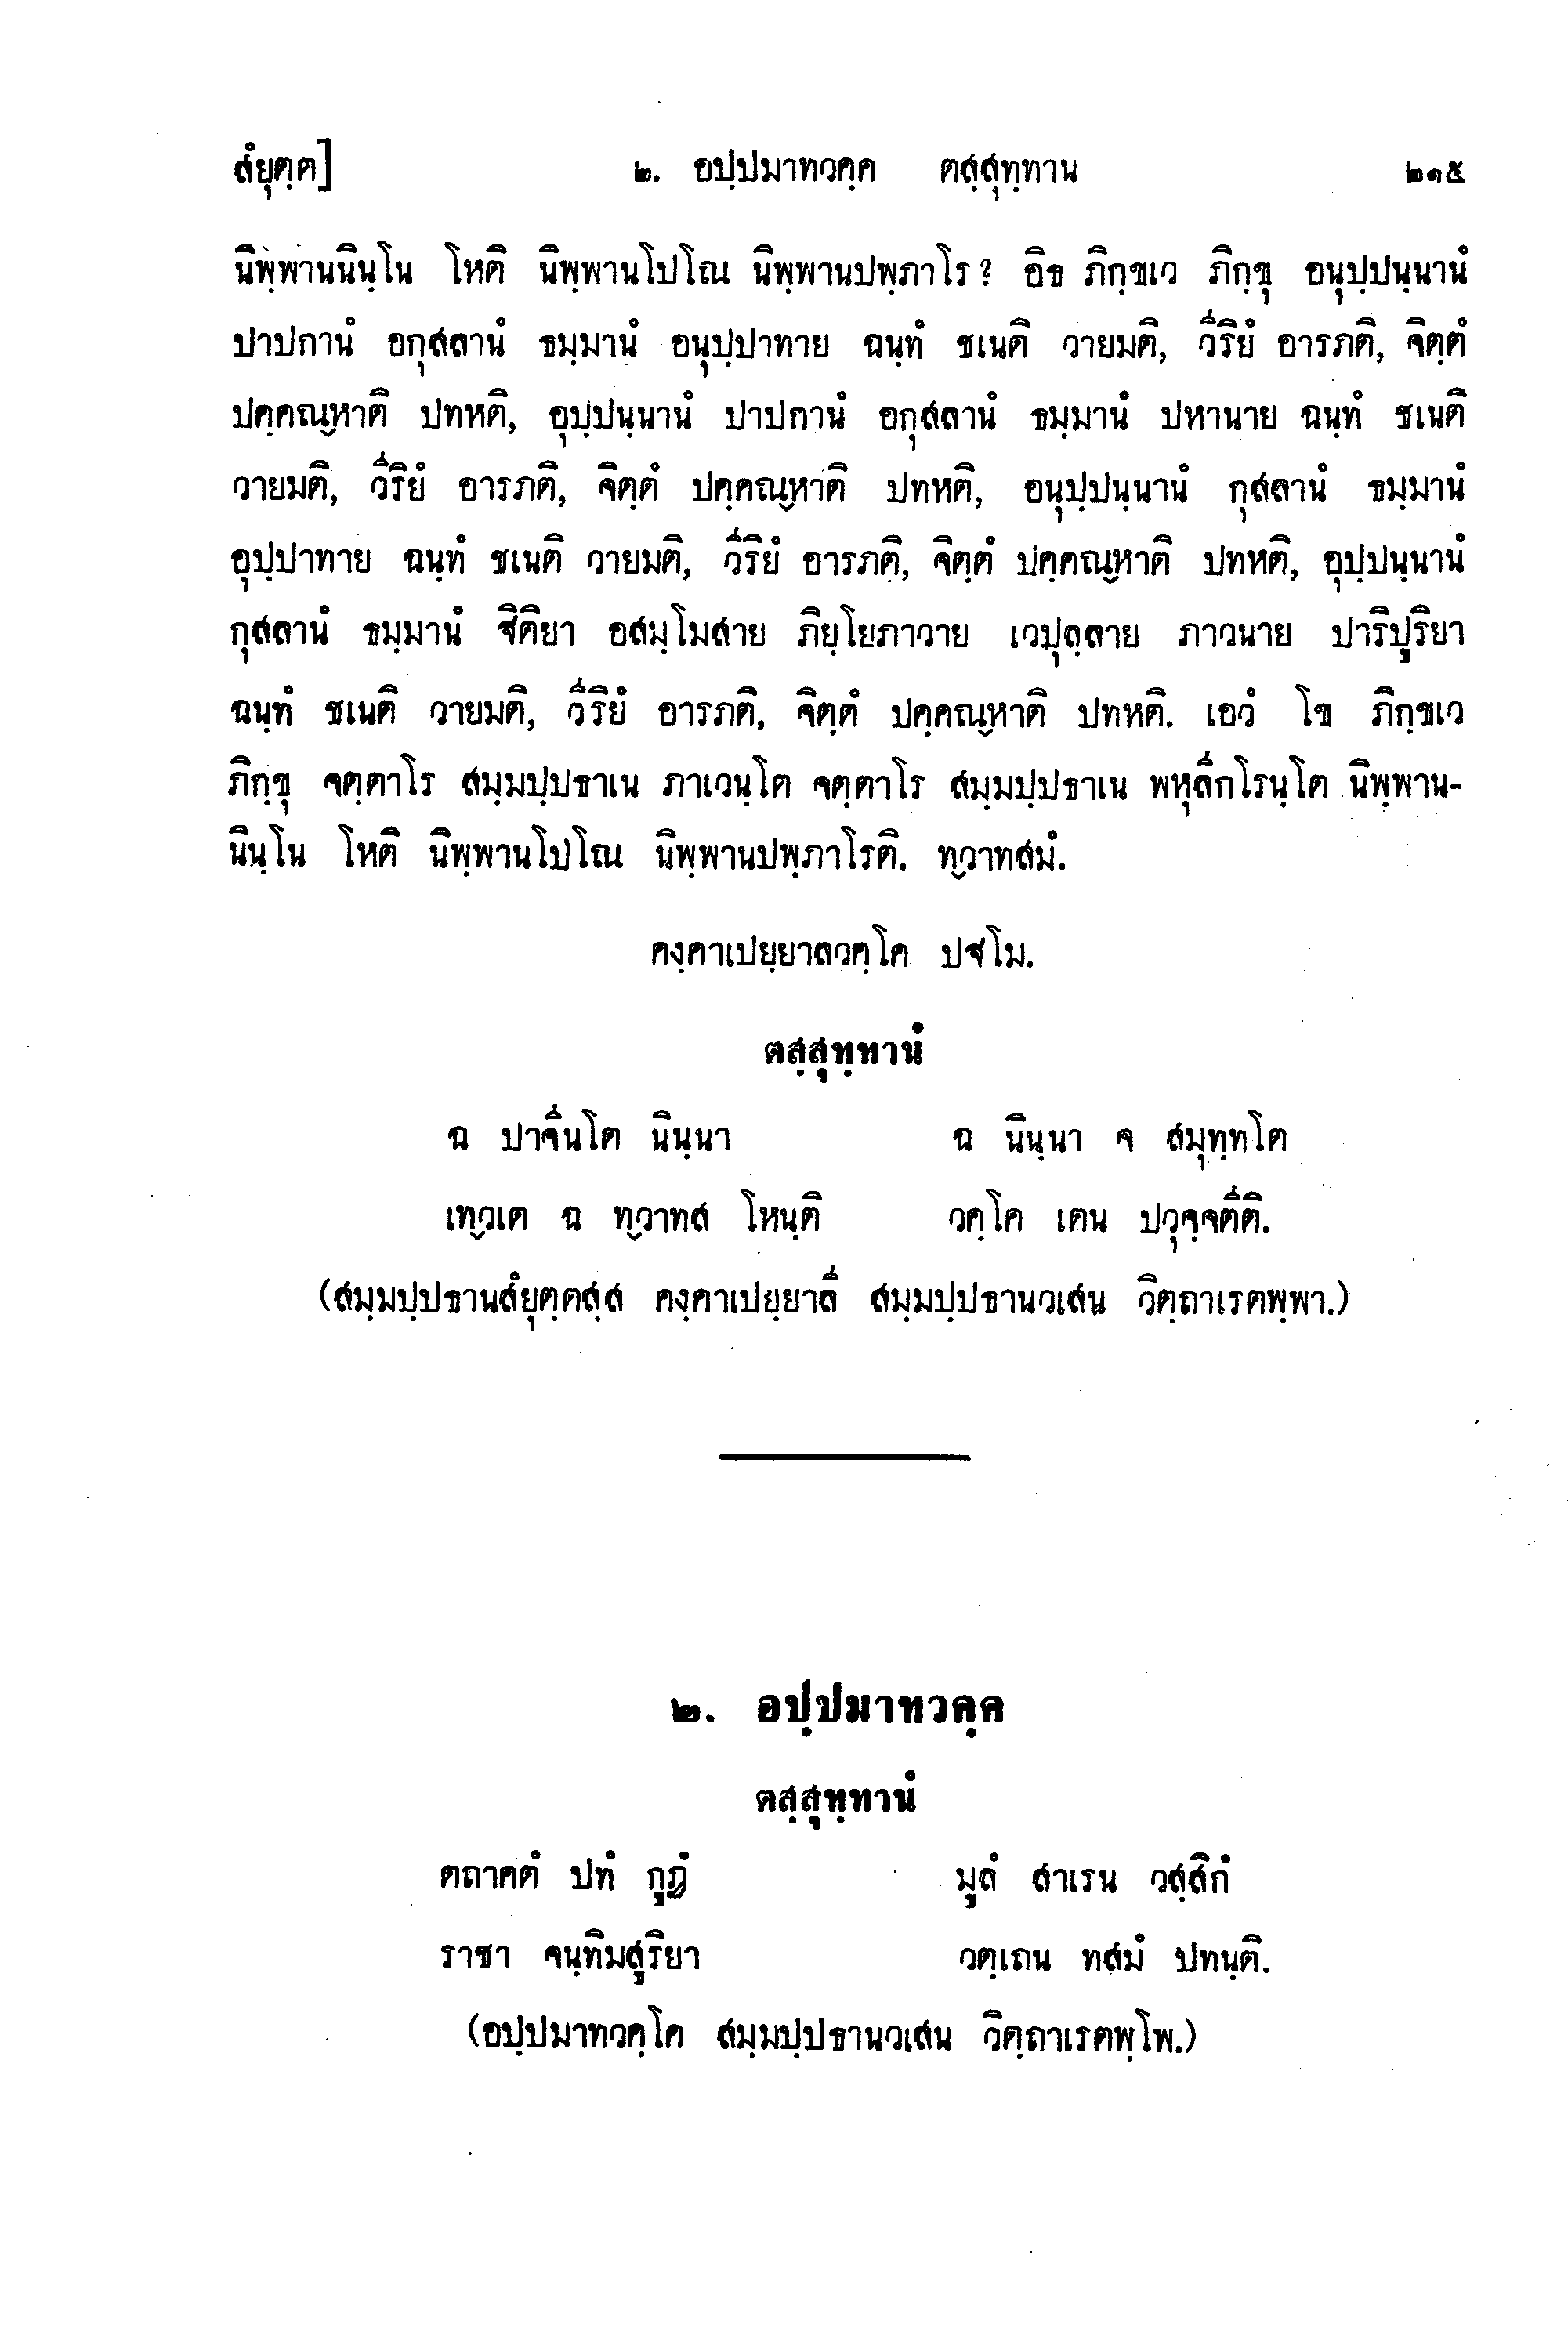 สํยุตฺต] ๒. อปฺปมาทวคฺค ตสฺสุทฺทาน ๒๑๕
นิพฺพานนินฺโน โหติ นิพฺพานโปโณ นิพฺพานปพฺภาโร? อิธ ภิกฺขเว ภิกฺขุ อนุปฺปนฺนานํ
ปาปกานํ อกุสลานํ ธมฺมานํ อนุปฺปาทาย ฉนฺทํ ชเนติ วายมติ, วีริยํ อารภติ, จิตฺตํ
ปคฺคณฺหาติ ปทหติ, อุปฺปนฺนานํ ปาปกานํ อกุสลานํ ธมฺมานํ ปหานาย ฉนฺทํ ชเนติ
วายมติ, วีริยํ อารภติ, จิตฺตํ ปคฺคณฺหาติ ปทหติ, อนุปฺปนฺนานํ กุสลานํ ธมฺมานํ
อุปฺปาทาย ฉนฺทํ ชเนติ วายมติ, วีริยํ อารภติ, จิตฺตํ ปคฺคณฺหาติ ปทหติ, อุปฺปนฺนานํ
กุสลานํ ธมฺมานํ ฐิติยา อสมฺโมสาย ภิยฺโยภาวาย เวปุลฺลาย ภาวนาย ปาริปูริยา
ฉนฺทํ ชเนติ วายมติ, วีริยํ อารภติ, จิตฺตํ ปคฺคณฺหาติ ปทหติ. เอวํ โข ภิกฺขเว
ภิกฺขุ จตฺตาโร สมฺมปฺปธาเน ภาเวนฺโต จตฺตาโร สมฺมปฺปธาเน พหุลีกโรนฺโต นิพฺพาน-
นินฺโน โหติ นิพฺพานโปโณ นิพฺพานปพฺภาโรติ. ทฺวาทสมํ.
คงฺคาเปยฺยาลวคฺโค ปฐโม.
ตสฺสุทฺทานํ
ฉ ปาจีนโต นินฺนา ฉ นินฺนา จ สมุทฺทโต
เทฺวเต ฉ ทฺวาทส โหนฺติ วคฺโค เตน ปวุจฺจตีติ.
(สมฺมปฺปธานสํยุตฺตสฺส คงฺคาเปยฺยาลี สมฺมปฺปธานวเสน วิตฺถาเรตพฺพา.)
๒. อปฺปมาทวคฺค
ตสฺสุทฺทานํ
ตถาคตํ ปทํ กูฏํ มูลํ สาเรน วสฺสิกํ
ราชา จนฺทิมสูริยา วตฺเถน ทสมํ ปทนฺติ.
(อปฺปมาทวคฺโค สมฺมปฺปธานวเสน วิตฺถาเรตพฺโพ.)